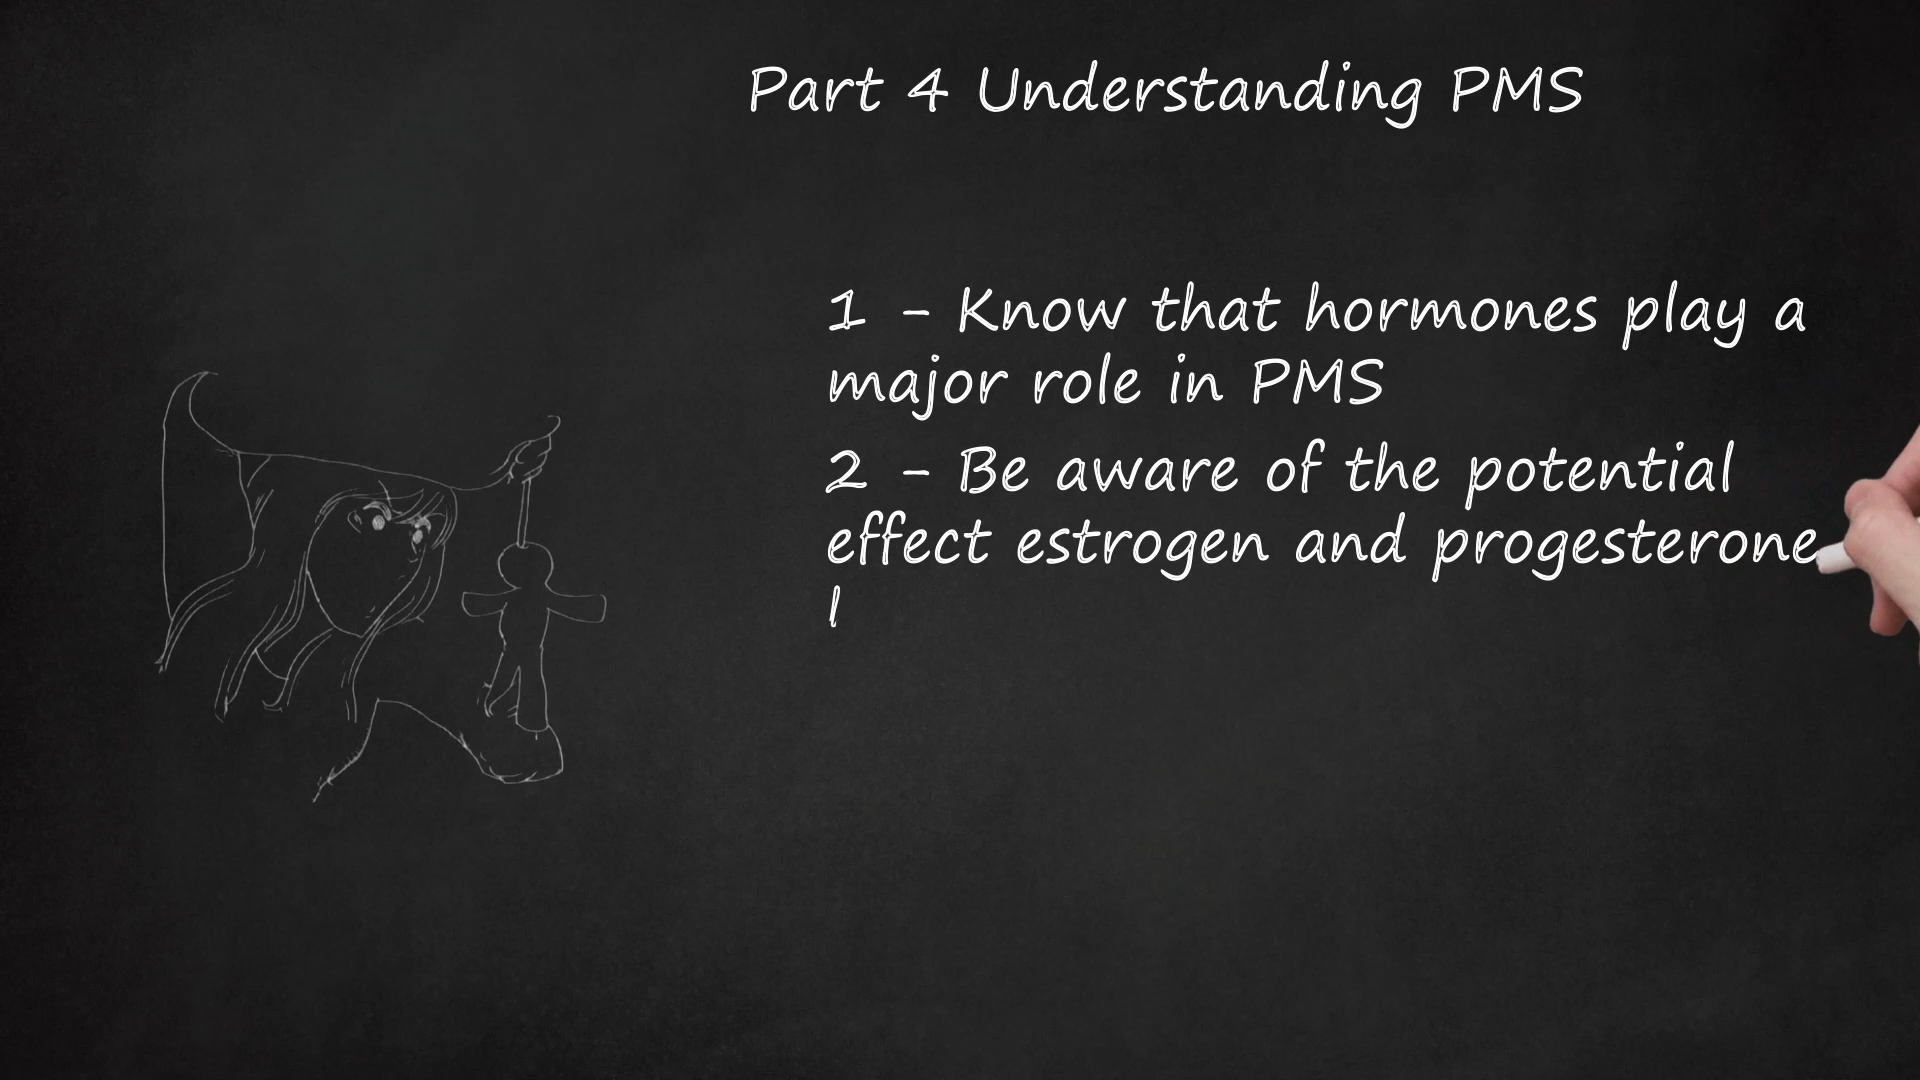 Part 4 Understanding PMS
1 - Know that hormones play a
major role in PMS
2 - Be aware of the potential
effect estrogen and progesterone
l